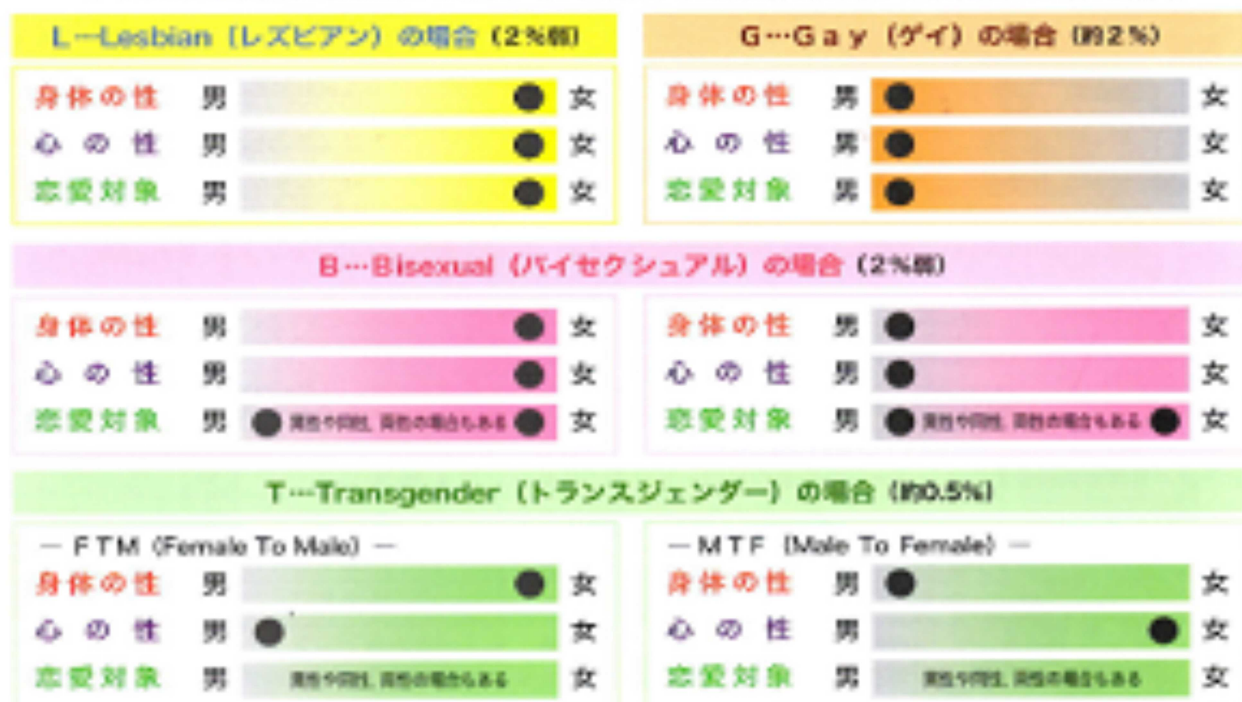 L…Lesbian (レズビアン) の場合 (2%弱)
身体の性 男 女
心の性 男 女
恋愛対象 男 女
G…Gay (ゲイ) の場合 (約2%)
身体の性 男 女
心の性 男 女
恋愛対象 男 女
B…Bisexual (バイセクシュアル) の場合 (2%弱)
身体の性 男 女
心の性 男 女
恋愛対象 男 異性や同性, 両性の場合もある 女
身体の性 男 女
心の性 男 女
恋愛対象 男 異性や同性, 両性の場合もある 女
T…Transgender (トランスジェンダー) の場合 (約0.5%)
― FTM (Female To Male) ―
身体の性 男 女
心の性 男 女
恋愛対象 男 異性や同性, 両性の場合もある 女
― MTF (Male To Female) ―
身体の性 男 女
心の性 男 女
恋愛対象 男 異性や同性, 両性の場合もある 女